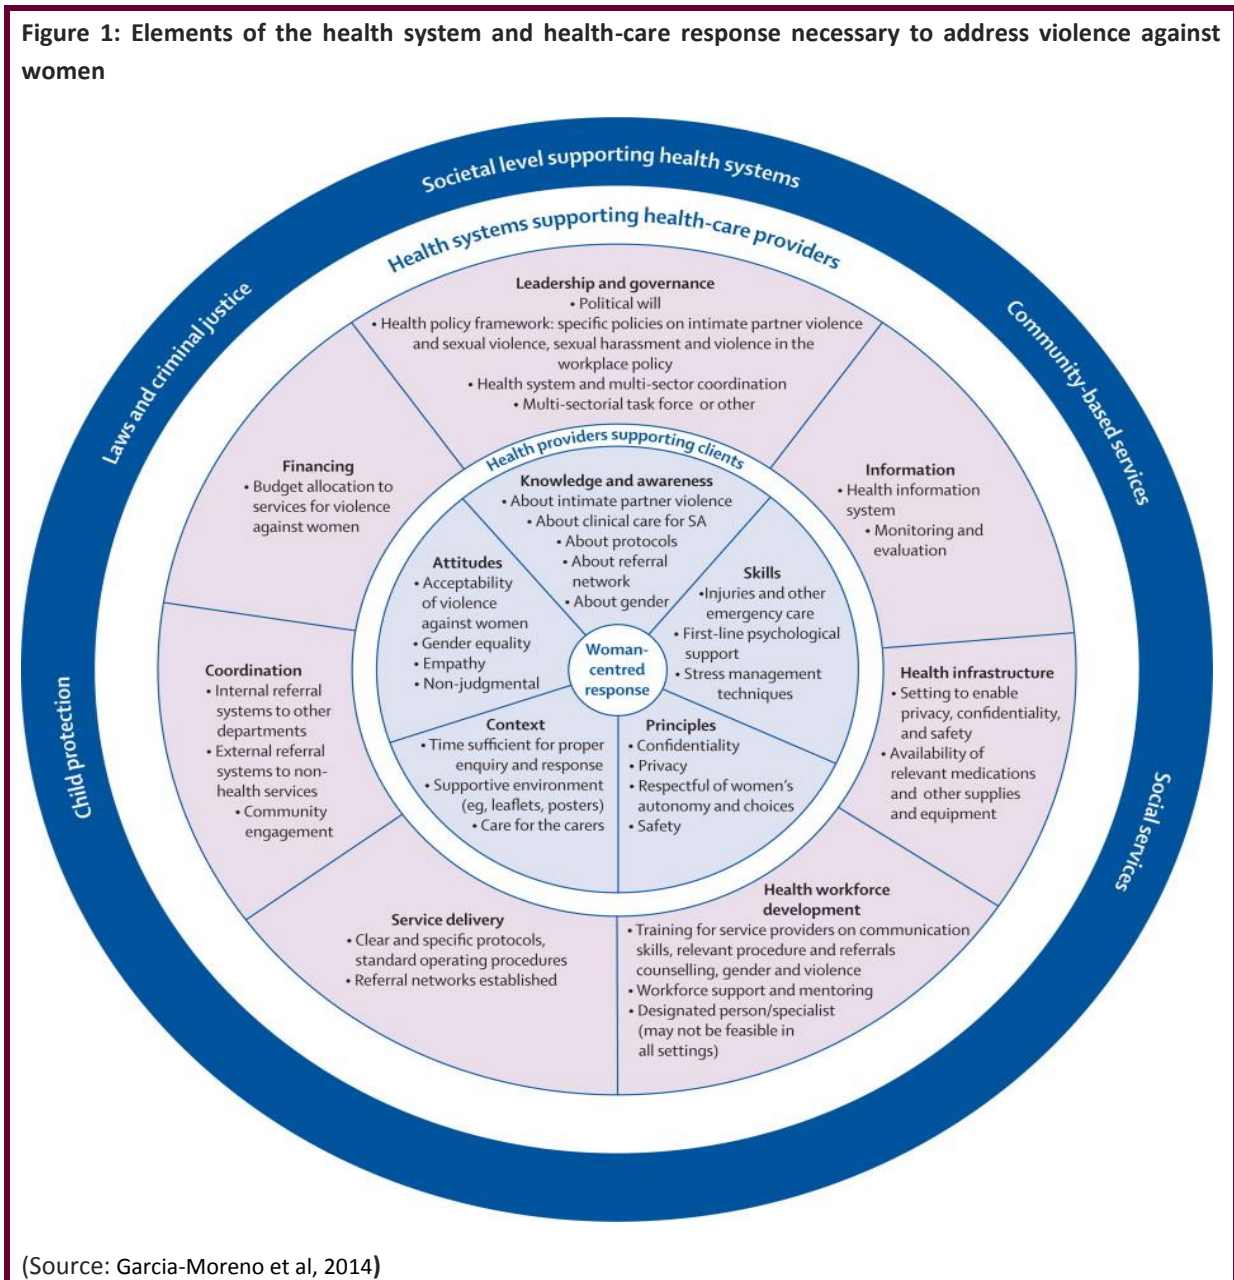 Figure 1: Elements of the health system and health-care response necessary to address violence against
women
Societal level supporting health systems
Laws and criminal justice
Community-based services
Child protection
Social services
Health systems supporting health-care providers
Leadership and governance
• Political will
• Health policy framework: specific policies on intimate partner violence
and sexual violence, sexual harassment and violence in the
workplace policy
• Health system and multi-sector coordination
• Multi-sectorial task force or other
Financing
• Budget allocation to
services for violence
against women
Information
• Health information
system
• Monitoring and
evaluation
Coordination
• Internal referral
systems to other
departments
• External referral
systems to non-
health services
• Community
engagement
Health infrastructure
• Setting to enable
privacy, confidentiality,
and safety
• Availability of
relevant medications
and other supplies
and equipment
Service delivery
• Clear and specific protocols,
standard operating procedures
• Referral networks established
Health workforce
development
• Training for service providers on communication
skills, relevant procedure and referrals
counselling, gender and violence
• Workforce support and mentoring
• Designated person/specialist
(may not be feasible in
all settings)
Health providers supporting clients
Knowledge and awareness
• About intimate partner violence
• About clinical care for SA
• About protocols
• About referral
network
• About gender
Attitudes
• Acceptability
of violence
against women
• Gender equality
• Empathy
• Non-judgmental
Skills
•Injuries and other
emergency care
• First-line psychological
support
• Stress management
techniques
Woman-
centred
response
Context
• Time sufficient for proper
enquiry and response
• Supportive environment
(eg, leaflets, posters)
• Care for the carers
Principles
• Confidentiality
• Privacy
• Respectful of women's
autonomy and choices
• Safety
(Source: Garcia-Moreno et al, 2014)